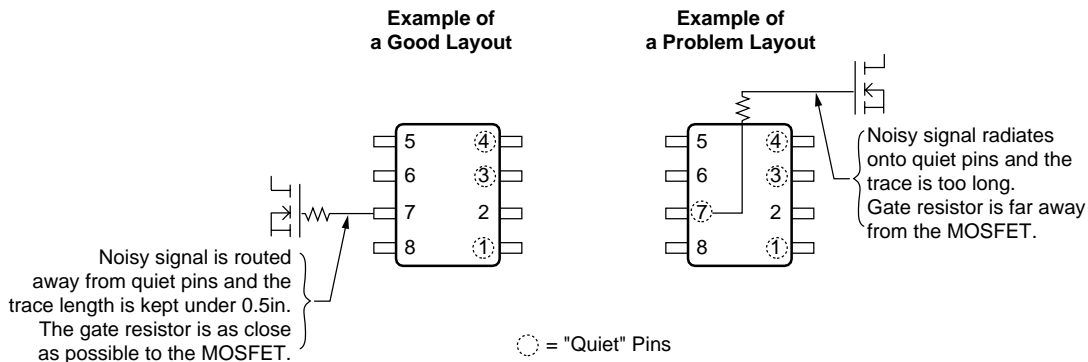 Example of
a Good Layout
Example of
a Problem Layout
5
4
6
3
7
2
8
1
5
4
6
3
7
2
8
1
Noisy signal is routed
away from quiet pins and the
trace length is kept under 0.5in.
The gate resistor is as close
as possible to the MOSFET.
Noisy signal radiates
onto quiet pins and the
trace is too long.
Gate resistor is far away
from the MOSFET.
= "Quiet" Pins